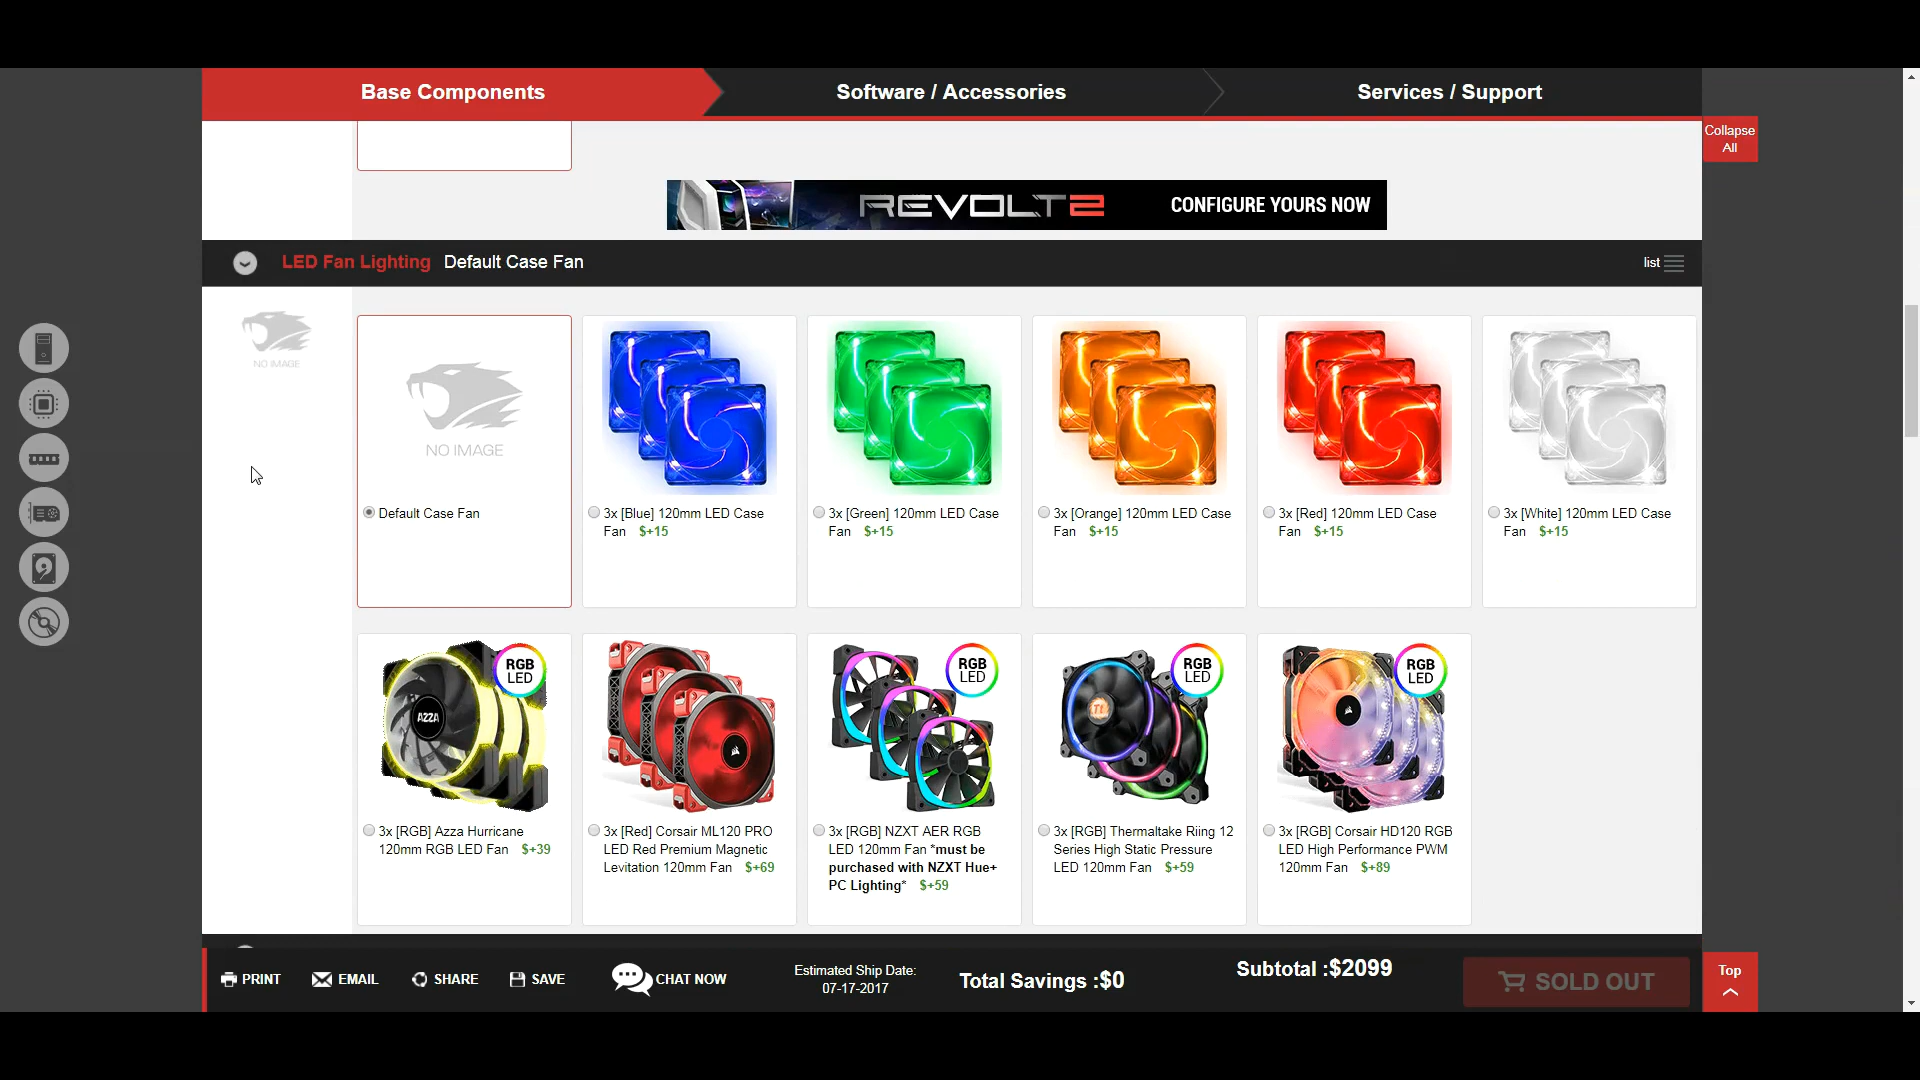 Base Components
Software / Accessories
Services / Support
Collapse
All
REVOLT2
CONFIGURE YOURS NOW
LED Fan Lighting Default Case Fan
list
NO IMAGE
NO IMAGE
Default Case Fan
3x [Blue] 120mm LED Case
Fan $+15
3x [Green] 120mm LED Case
Fan $+15
3x [Orange] 120mm LED Case
Fan $+15
3x [Red] 120mm LED Case
Fan $+15
3x [White] 120mm LED Case
Fan $+15
RGB
LED
AZZA
3x [RGB] Azza Hurricane
120mm RGB LED Fan $+39
3x [Red] Corsair ML120 PRO
LED Red Premium Magnetic
Levitation 120mm Fan $+69
RGB
LED
3x [RGB] NZXT AER RGB
LED 120mm Fan *must be
purchased with NZXT Hue+
PC Lighting* $+59
RGB
LED
3x [RGB] Thermaltake Riing 12
Series High Static Pressure
LED 120mm Fan $+59
RGB
LED
3x [RGB] Corsair HD120 RGB
LED High Performance PWM
120mm Fan $+89
PRINT
EMAIL
SHARE
SAVE
CHAT NOW
Estimated Ship Date:
07-17-2017
Total Savings :$0
Subtotal :$2099
SOLD OUT
Top